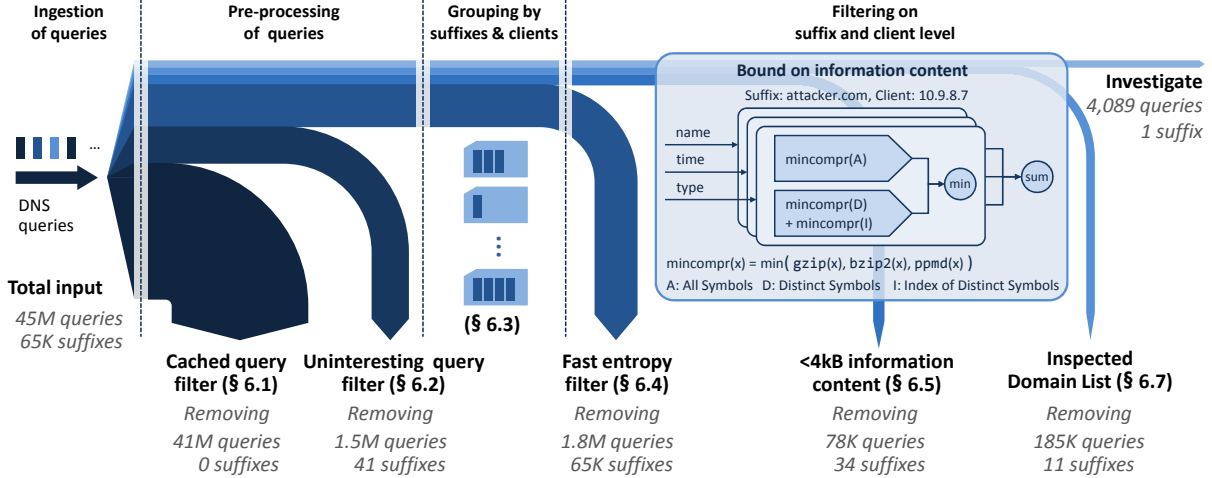 Ingestion
of queries
Pre-processing
of queries
Grouping by
suffixes & clients
Filtering on
suffix and client level
Bound on information content
Suffix: attacker.com, Client: 10.9.8.7
name
time
type
mincompr(A)
mincompr(D)
+ mincompr(I)
min
sum
mincompr(x) = min( gzip(x), bzip2(x), ppmd(x) )
A: All Symbols D: Distinct Symbols I: Index of Distinct Symbols
Investigate
4,089 queries
1 suffix
...
DNS
queries
Total input
45M queries
65K suffixes
(§ 6.3)
Cached query
filter (§ 6.1)
Removing
41M queries
0 suffixes
Uninteresting query
filter (§ 6.2)
Removing
1.5M queries
41 suffixes
Fast entropy
filter (§ 6.4)
Removing
1.8M queries
65K suffixes
<4kB information
content (§ 6.5)
Removing
78K queries
34 suffixes
Inspected
Domain List (§ 6.7)
Removing
185K queries
11 suffixes